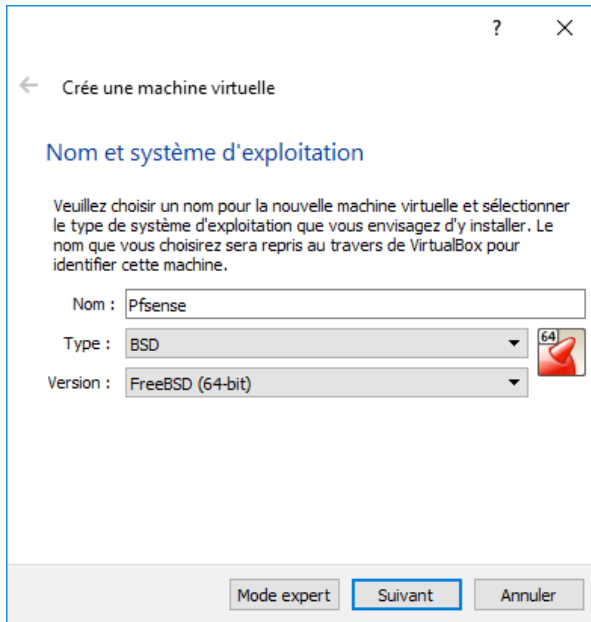 ?
Crée une machine virtuelle
Nom et système d'exploitation
Veuillez choisir un nom pour la nouvelle machine virtuelle et sélectionner
le type de système d'exploitation que vous envisagez d'y installer. Le
nom que vous choisirez sera repris au travers de VirtualBox pour
identifier cette machine.
Nom : Pfsense
Type : BSD
64
Version : FreeBSD (64-bit)
Mode expert Suivant Annuler